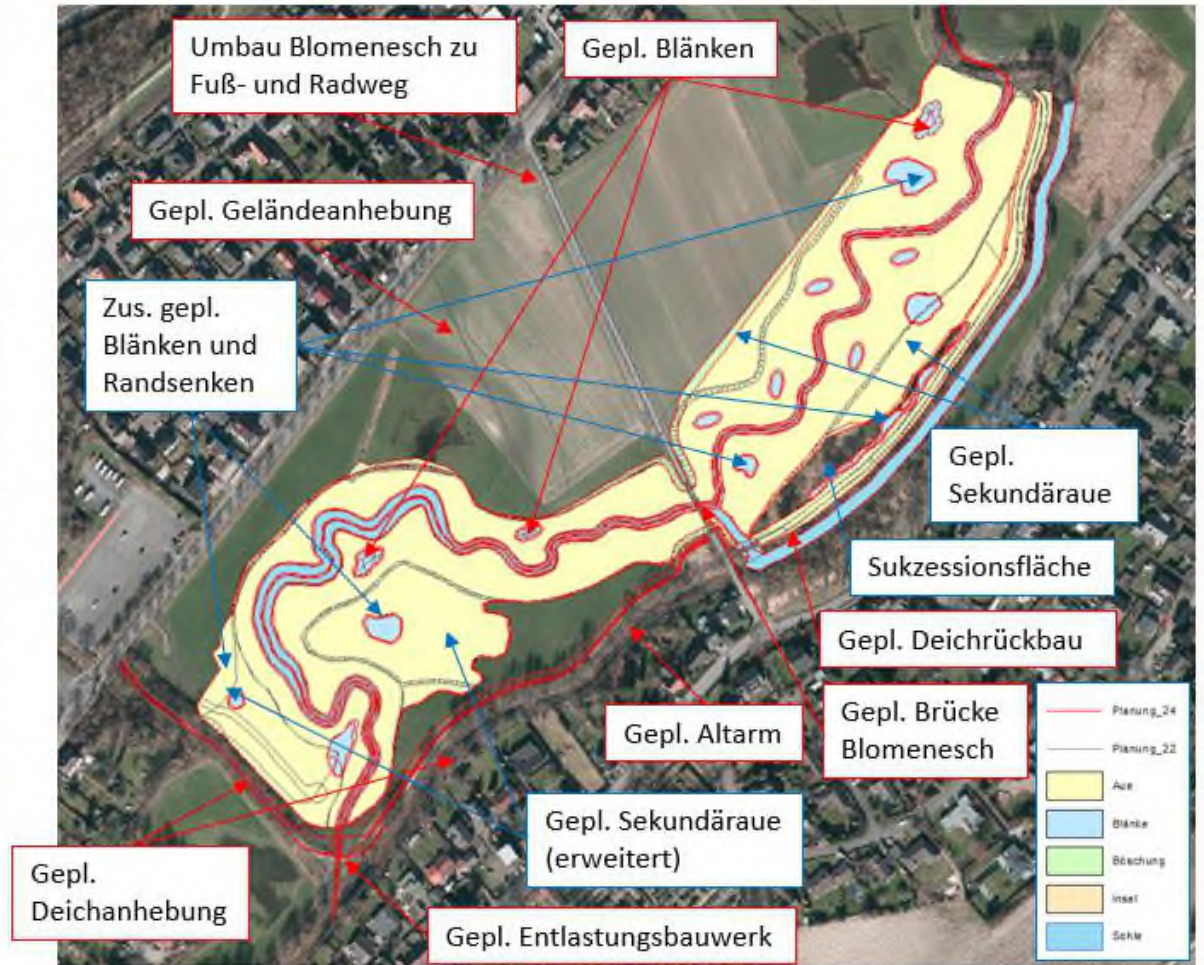 Umbau Blomenesch zu
Fuß- und Radweg
Gepl. Blänken
Gepl. Geländeanhebung
Zus. gepl.
Blänken und
Randsenken
Gepl.
Sekundäraue
Sukzessionsfläche
Gepl. Deichrückbau
Gepl. Altarm
Gepl. Brücke
Blomenesch
Gepl. Sekundäraue
(erweitert)
Gepl.
Deichanhebung
Gepl. Entlastungsbauwerk
Planung_24
Planung_22
Aue
Blänke
Böschung
Insel
Sohle